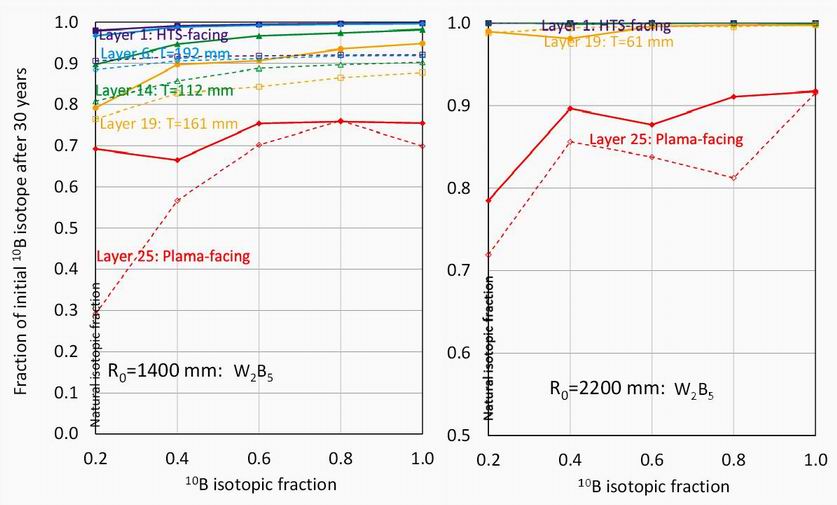 1.0
0.9
0.8
0.7
0.6
0.5
0.4
0.3
0.2
0.1
0.0
Fraction of initial ¹⁰B isotope after 30 years
Layer 1: HTS-facing
Layer 6: T=192 mm
Layer 14: T=112 mm
Layer 19: T=161 mm
Layer 25: Plama-facing
Natural isotopic fraction
R₀=1400 mm: W₂B₅
0.2 0.4 0.6 0.8 1.0
¹⁰B isotopic fraction
1.0
0.9
0.8
0.7
0.6
0.5
Layer 1: HTS-facing
Layer 19: T=61 mm
Layer 25: Plama-facing
Natural isotopic fraction
R₀=2200 mm: W₂B₅
0.2 0.4 0.6 0.8 1.0
¹⁰B isotopic fraction